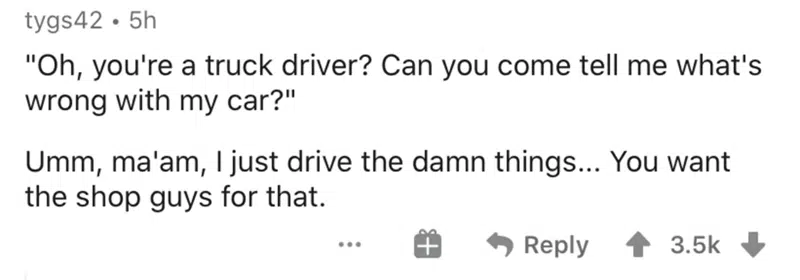 tygs42 • 5h
"Oh, you're a truck driver? Can you come tell me what's
wrong with my car?"
Umm, ma'am, I just drive the damn things... You want
the shop guys for that.
... Reply 3.5k